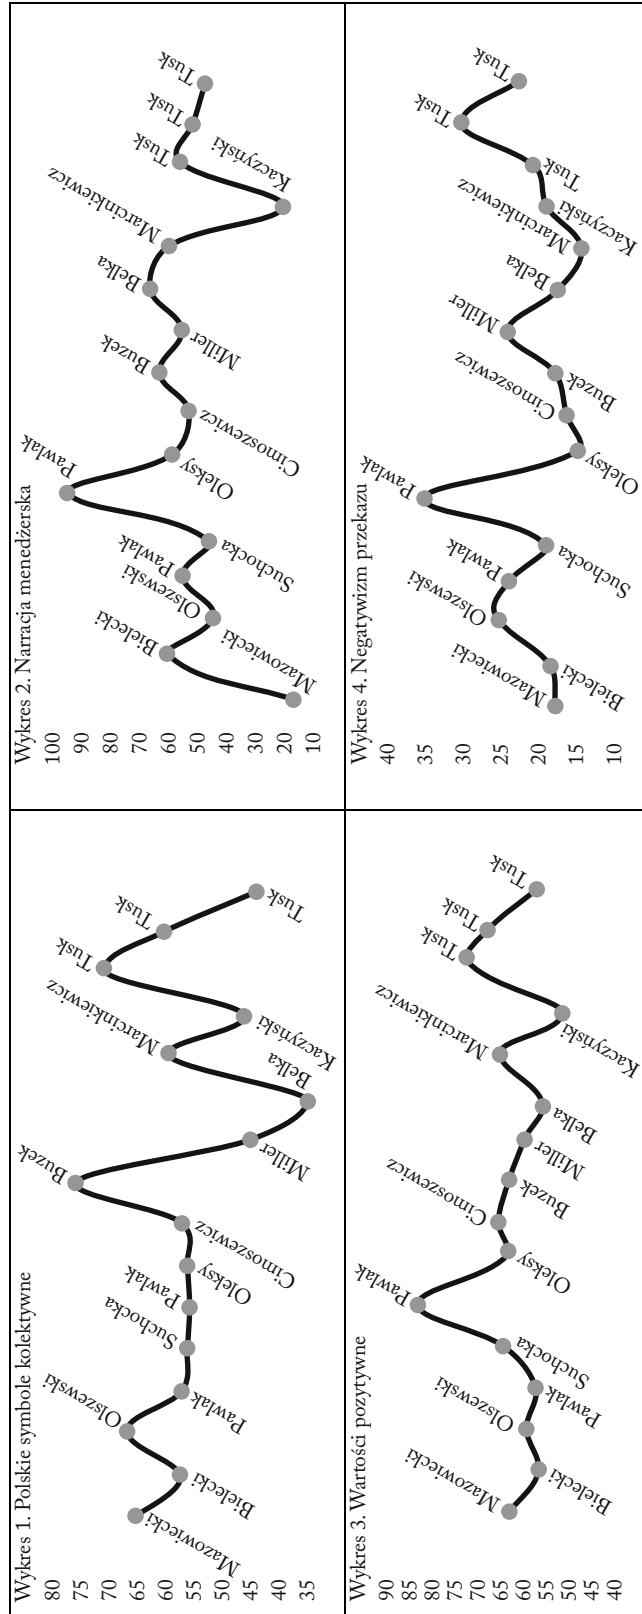 Wykres 1. Polskie symbole kolektywne
80
75
70
65
60
55
50
45
40
35
Mazowiecki
Bielecki
Olszewski
Pawlak
Suchocka
Pawlak
Oleksy
Cimoszewicz
Buzek
Miller
Belka
Marcinkiewicz
Kaczyński
Tusk
Tusk
Tusk
Wykres 2. Narracja menedżerska
100
90
80
70
60
50
40
30
20
10
Mazowiecki
Bielecki
Olszewski
Pawlak
Suchocka
Pawlak
Oleksy
Cimoszewicz
Buzek
Miller
Belka
Marcinkiewicz
Kaczyński
Tusk
Tusk
Tusk
Wykres 3. Wartości pozytywne
90
85
80
75
70
65
60
55
50
45
40
Mazowiecki
Bielecki
Olszewski
Pawlak
Suchocka
Pawlak
Oleksy
Cimoszewicz
Buzek
Miller
Belka
Marcinkiewicz
Kaczyński
Tusk
Tusk
Tusk
Wykres 4. Negatywizm przekazu
40
35
30
25
20
15
10
Mazowiecki
Bielecki
Olszewski
Pawlak
Suchocka
Pawlak
Oleksy
Cimoszewicz
Buzek
Miller
Belka
Marcinkiewicz
Kaczyński
Tusk
Tusk
Tusk